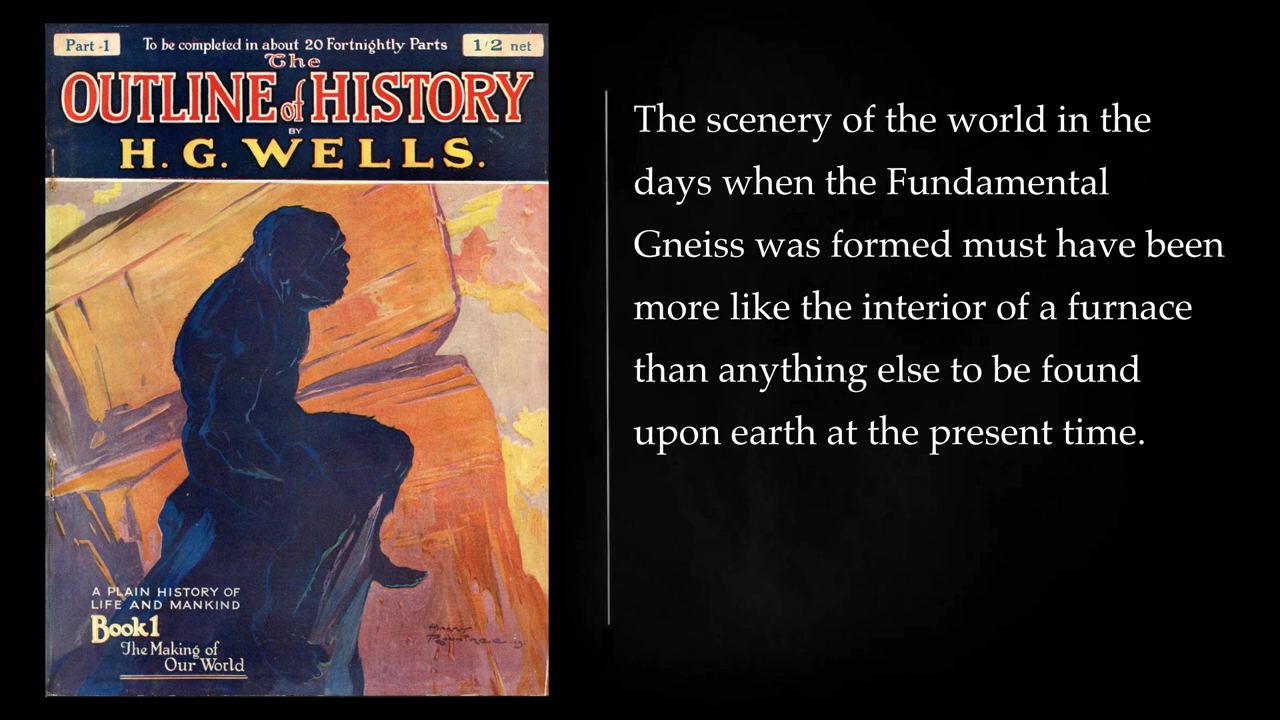 Part -1
To be completed in about 20 Fortnightly Parts
1/2 net
The
OUTLINE of HISTORY
BY
H. G. WELLS.
A PLAIN HISTORY OF
LIFE AND MANKIND
Book 1
The Making of
Our World
The scenery of the world in the
days when the Fundamental
Gneiss was formed must have been
more like the interior of a furnace
than anything else to be found
upon earth at the present time.